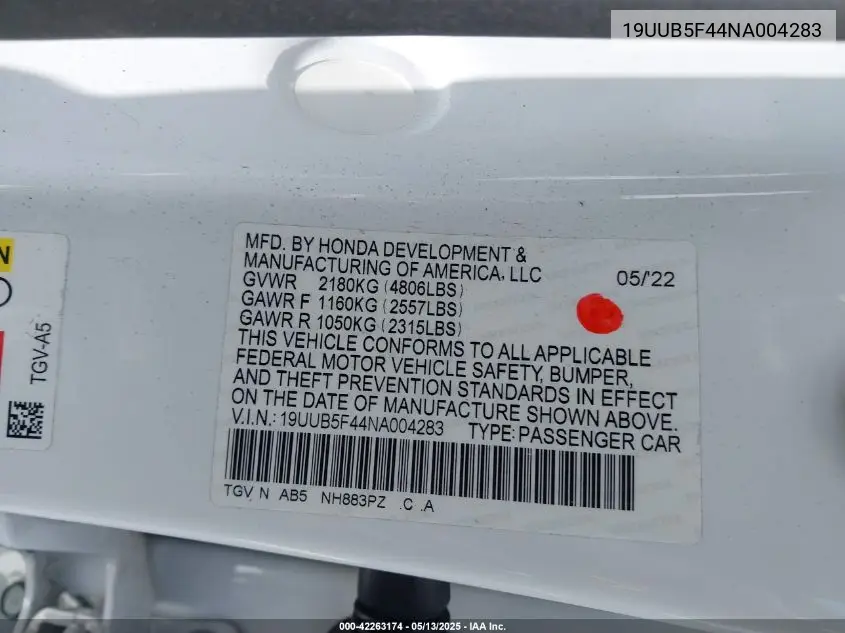 19UUB5F44NA004283
MFD. BY HONDA DEVELOPMENT &
MANUFACTURING OF AMERICA, LLC 05/'22
GVWR 2180KG (4806LBS)
GAWR F 1160KG (2557LBS)
GAWR R 1050KG (2315LBS)
THIS VEHICLE CONFORMS TO ALL APPLICABLE
FEDERAL MOTOR VEHICLE SAFETY, BUMPER,
AND THEFT PREVENTION STANDARDS IN EFFECT
ON THE DATE OF MANUFACTURE SHOWN ABOVE.
V.I.N.: 19UUB5F44NA004283 TYPE: PASSENGER CAR
TGV N AB5 NH883PZ .C .A
N
TGV-A5
000-42263174 - 05/13/2025 - IAA Inc.